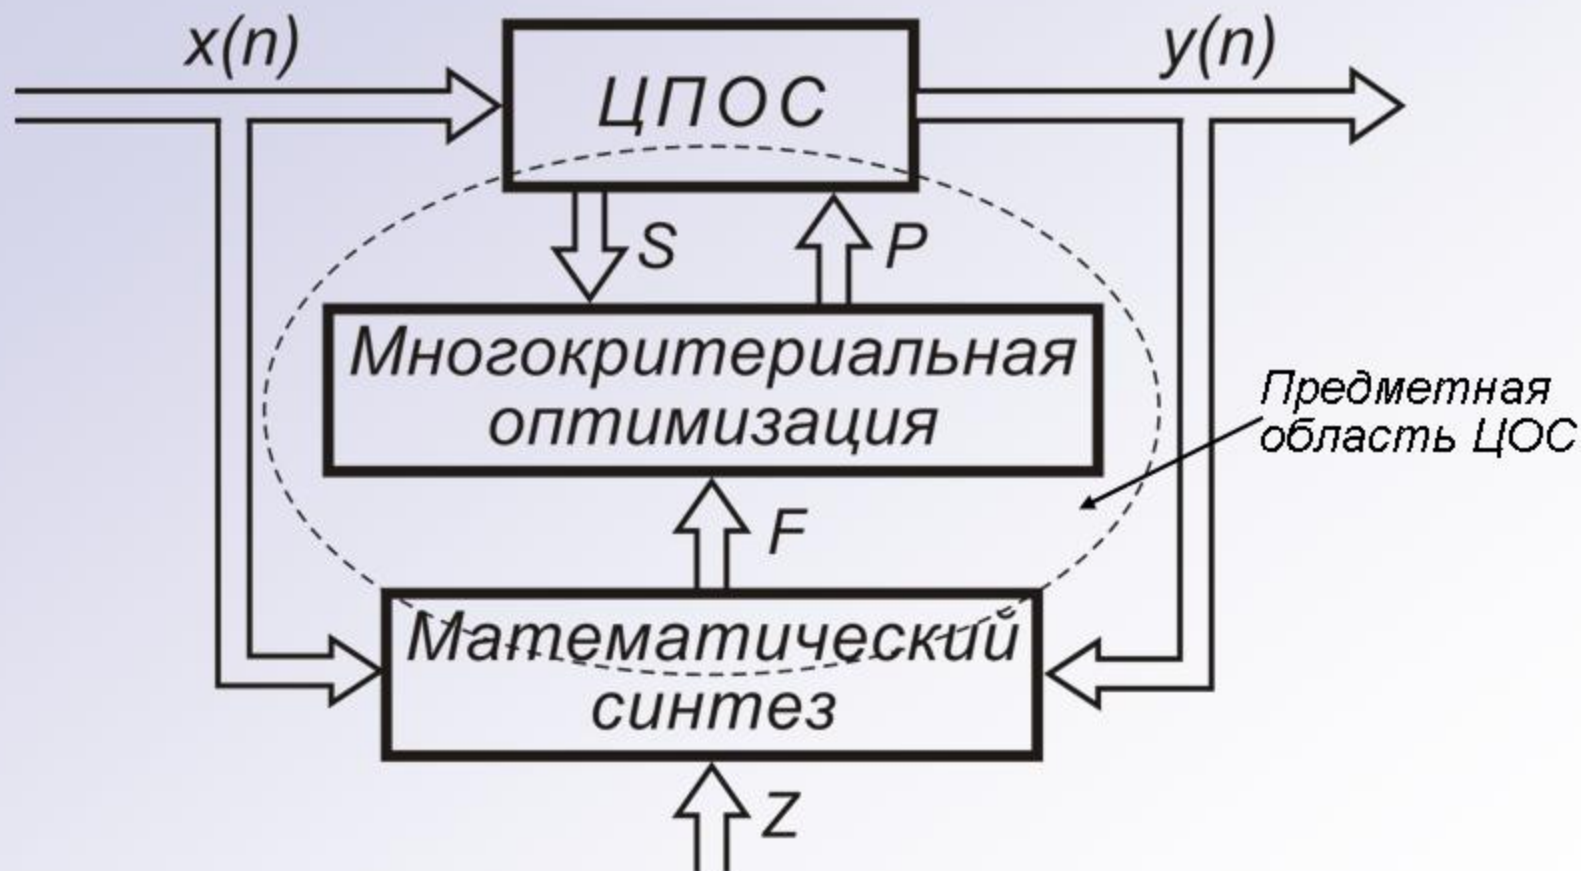 x(n)
y(n)
ЦПОС
S
P
Многокритериальная
оптимизация
Предметная
область ЦОС
F
Математический
синтез
Z